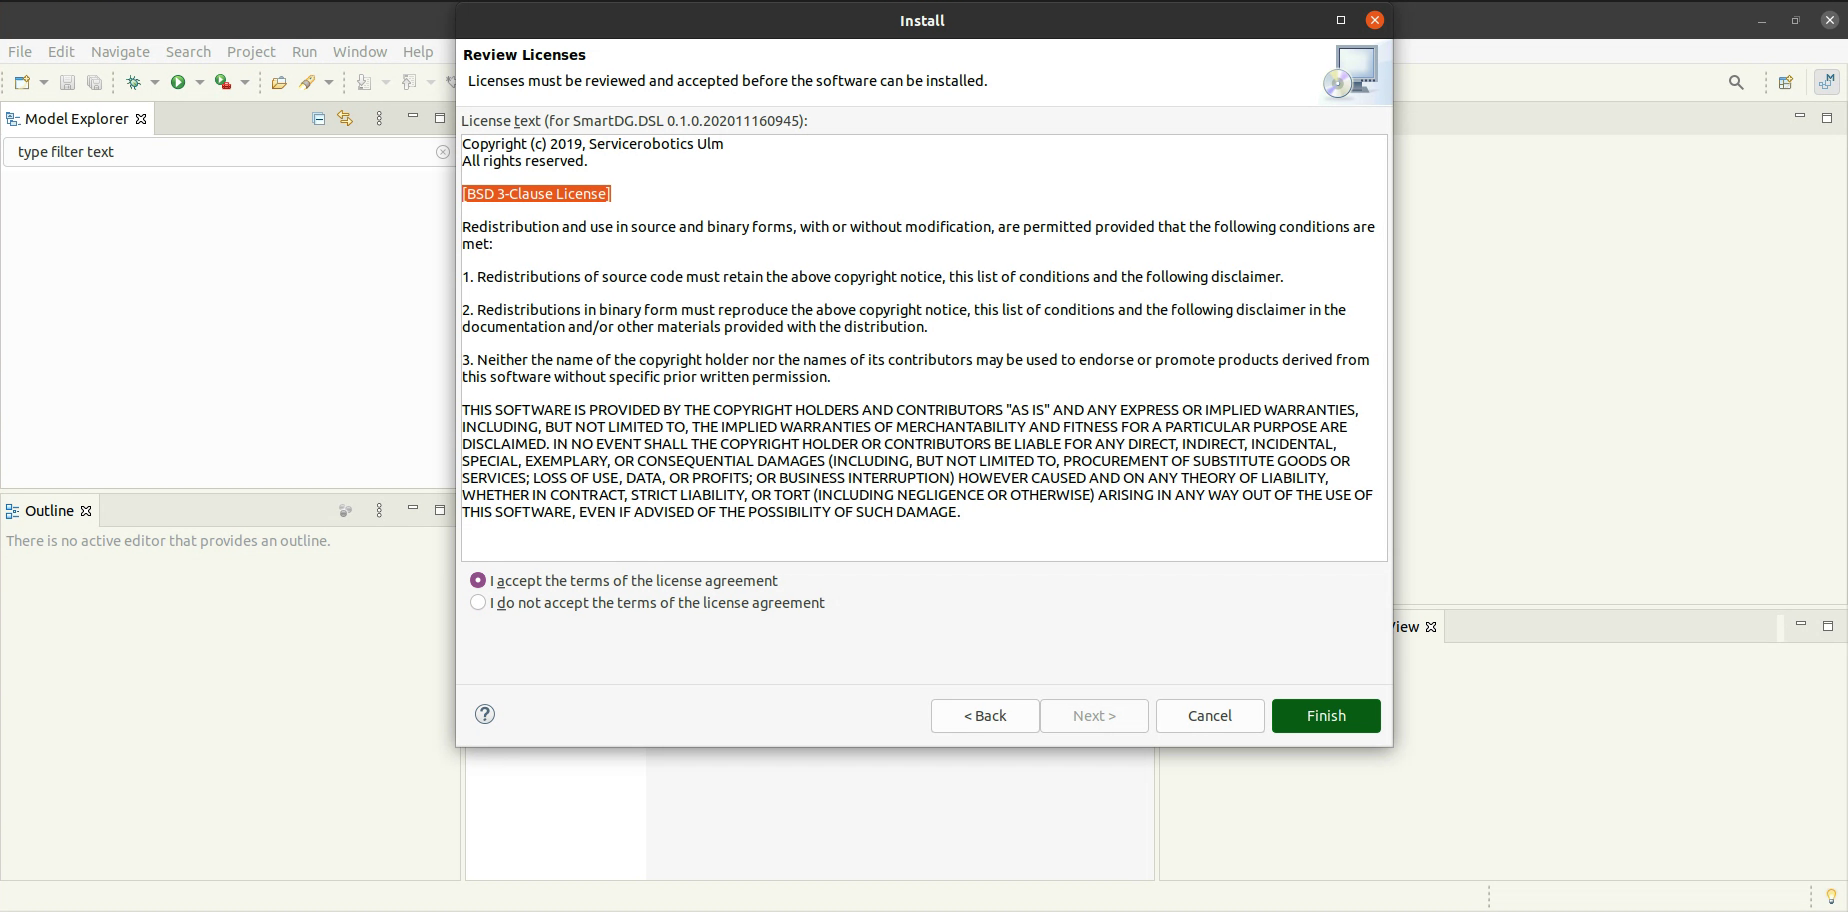 Install
File Edit Navigate Search Project Run Window Help
Review Licenses
Licenses must be reviewed and accepted before the software can be installed.
Model Explorer
type filter text
License text (for SmartDG.DSL 0.1.0.202011160945):
Copyright (c) 2019, Servicerobotics Ulm
All rights reserved.
[BSD 3-Clause License]
Redistribution and use in source and binary forms, with or without modification, are permitted provided that the following conditions are
met:
1. Redistributions of source code must retain the above copyright notice, this list of conditions and the following disclaimer.
2. Redistributions in binary form must reproduce the above copyright notice, this list of conditions and the following disclaimer in the
documentation and/or other materials provided with the distribution.
3. Neither the name of the copyright holder nor the names of its contributors may be used to endorse or promote products derived from
this software without specific prior written permission.
THIS SOFTWARE IS PROVIDED BY THE COPYRIGHT HOLDERS AND CONTRIBUTORS "AS IS" AND ANY EXPRESS OR IMPLIED WARRANTIES,
INCLUDING, BUT NOT LIMITED TO, THE IMPLIED WARRANTIES OF MERCHANTABILITY AND FITNESS FOR A PARTICULAR PURPOSE ARE
DISCLAIMED. IN NO EVENT SHALL THE COPYRIGHT HOLDER OR CONTRIBUTORS BE LIABLE FOR ANY DIRECT, INDIRECT, INCIDENTAL,
SPECIAL, EXEMPLARY, OR CONSEQUENTIAL DAMAGES (INCLUDING, BUT NOT LIMITED TO, PROCUREMENT OF SUBSTITUTE GOODS OR
SERVICES; LOSS OF USE, DATA, OR PROFITS; OR BUSINESS INTERRUPTION) HOWEVER CAUSED AND ON ANY THEORY OF LIABILITY,
WHETHER IN CONTRACT, STRICT LIABILITY, OR TORT (INCLUDING NEGLIGENCE OR OTHERWISE) ARISING IN ANY WAY OUT OF THE USE OF
THIS SOFTWARE, EVEN IF ADVISED OF THE POSSIBILITY OF SUCH DAMAGE.
Outline
There is no active editor that provides an outline.
I accept the terms of the license agreement
I do not accept the terms of the license agreement
View
< Back
Next >
Cancel
Finish